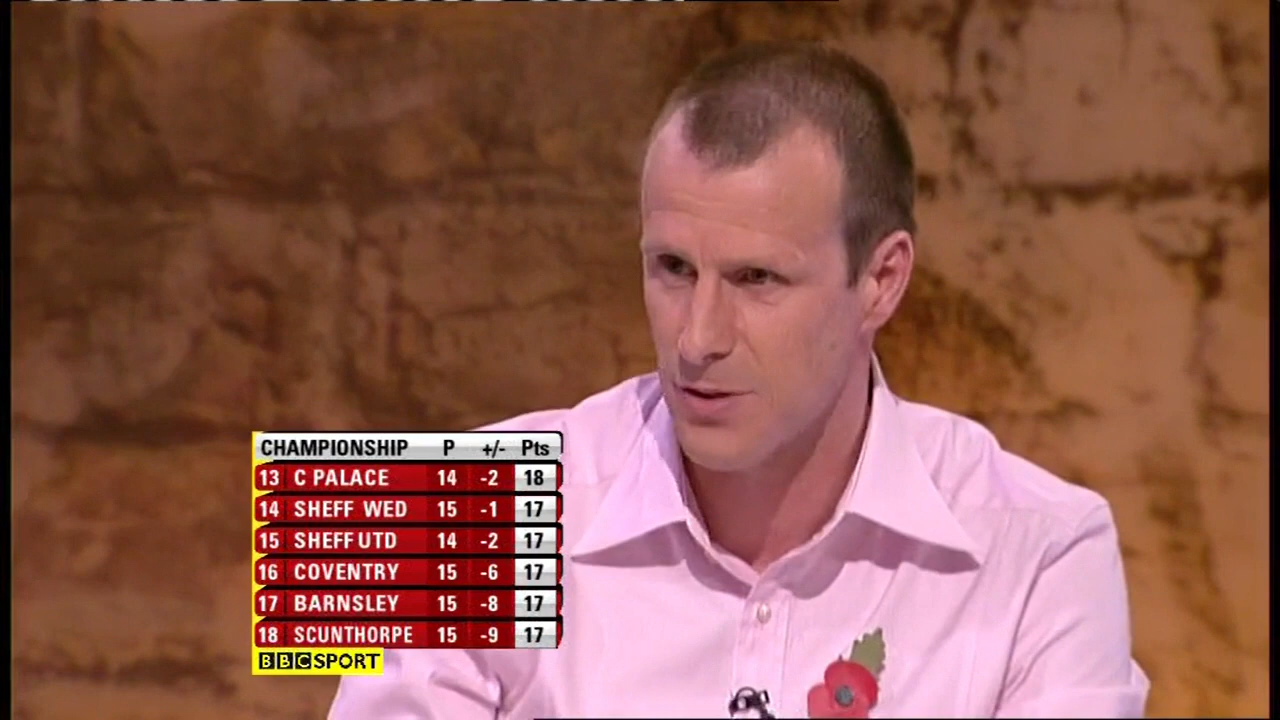 CHAMPIONSHIP P +/- Pts
13 C PALACE 14 -2 18
14 SHEFF WED 15 -1 17
15 SHEFF UTD 14 -2 17
16 COVENTRY 15 -6 17
17 BARNSLEY 15 -8 17
18 SCUNTHORPE 15 -9 17
BBC SPORT